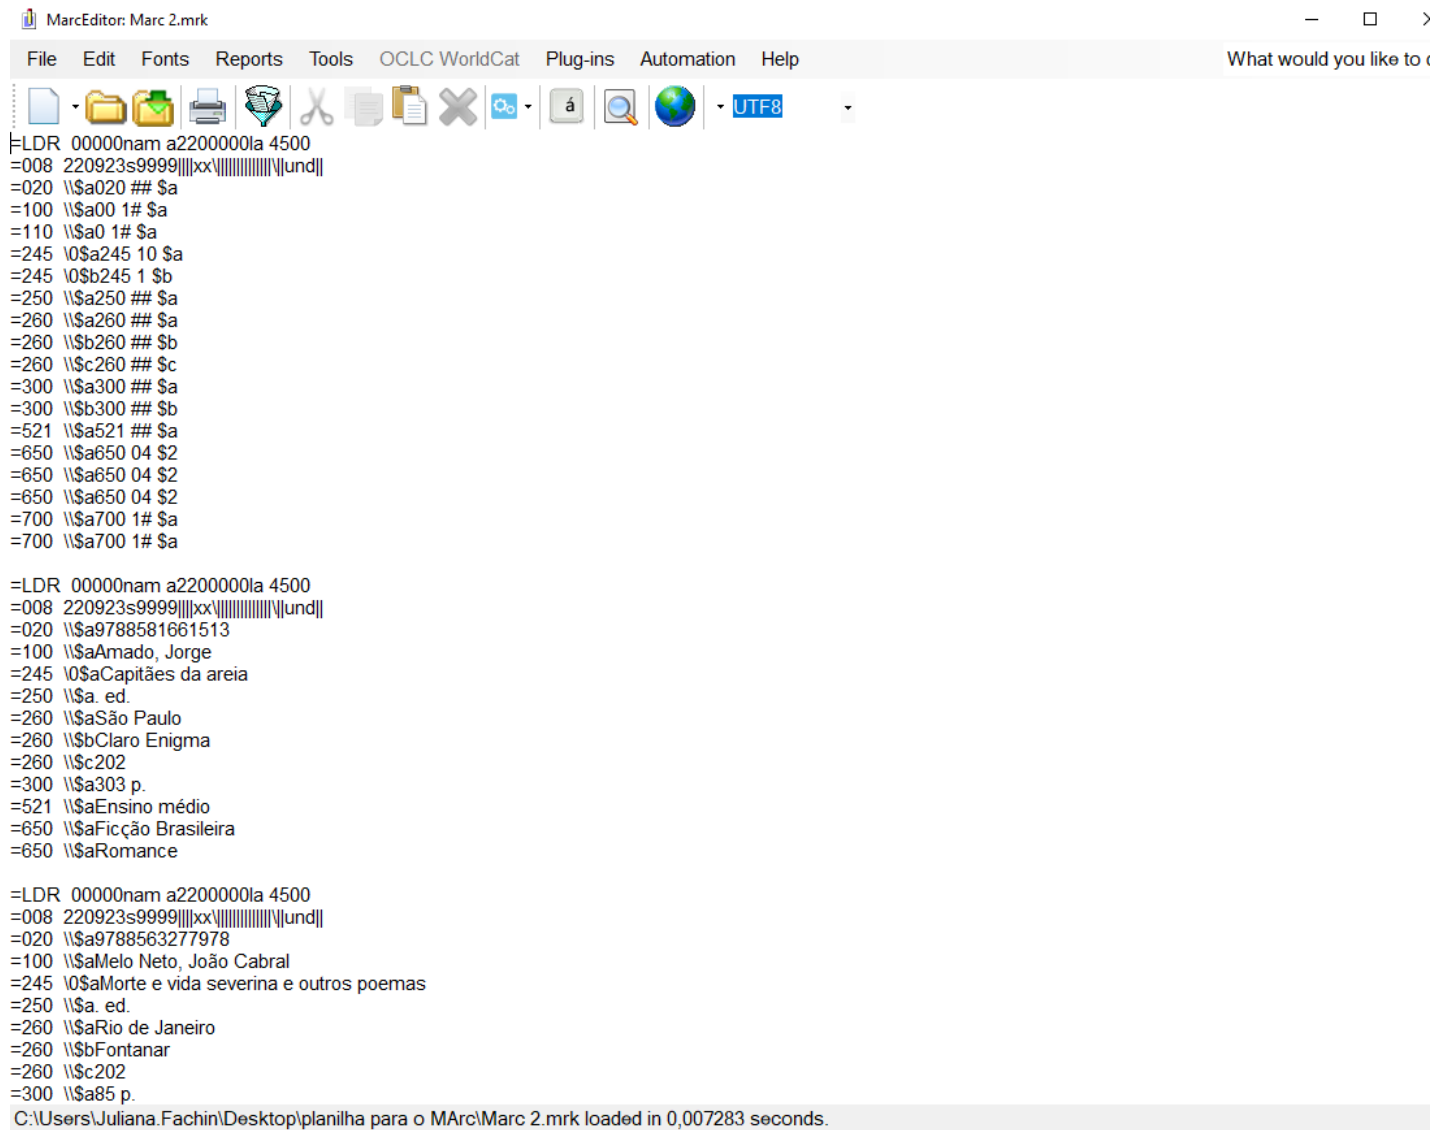 MarcEditor: Marc 2.mrk
File Edit Fonts Reports Tools OCLC WorldCat Plug-ins Automation Help What would you like to
á UTF8
=LDR  00000nam a2200000la 4500
=008  220923s9999||||xx\||||||||||||||\||und||
=020  \\$a020 ## $a
=100  \\$a00 1# $a
=110  \\$a0 1# $a
=245  \0$a245 10 $a
=245  \0$b245 1 $b
=250  \\$a250 ## $a
=260  \\$a260 ## $a
=260  \\$b260 ## $b
=260  \\$c260 ## $c
=300  \\$a300 ## $a
=300  \\$b300 ## $b
=521  \\$a521 ## $a
=650  \\$a650 04 $2
=650  \\$a650 04 $2
=650  \\$a650 04 $2
=700  \\$a700 1# $a
=700  \\$a700 1# $a
=LDR  00000nam a2200000la 4500
=008  220923s9999||||xx\||||||||||||||\||und||
=020  \\$a9788581661513
=100  \\$aAmado, Jorge
=245  \0$aCapitães da areia
=250  \\$a. ed.
=260  \\$aSão Paulo
=260  \\$bClaro Enigma
=260  \\$c202
=300  \\$a303 p.
=521  \\$aEnsino médio
=650  \\$aFicção Brasileira
=650  \\$aRomance
=LDR  00000nam a2200000la 4500
=008  220923s9999||||xx\||||||||||||||\||und||
=020  \\$a9788563277978
=100  \\$aMelo Neto, João Cabral
=245  \0$aMorte e vida severina e outros poemas
=250  \\$a. ed.
=260  \\$aRio de Janeiro
=260  \\$bFontanar
=260  \\$c202
=300  \\$a85 p.
C:\Users\Juliana.Fachin\Desktop\planilha para o MArc\Marc 2.mrk loaded in 0,007283 seconds.